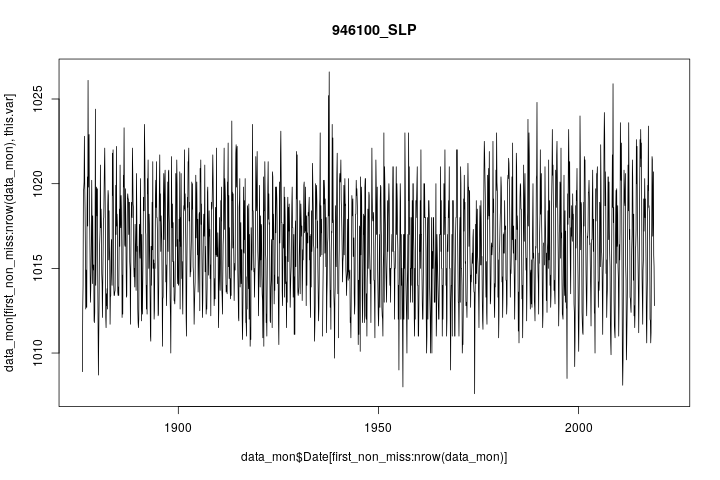 946100_SLP
data_mon[first_non_miss:nrow(data_mon), this.var]
1025
1020
1015
1010
1900
1950
2000
data_mon$Date[first_non_miss:nrow(data_mon)]